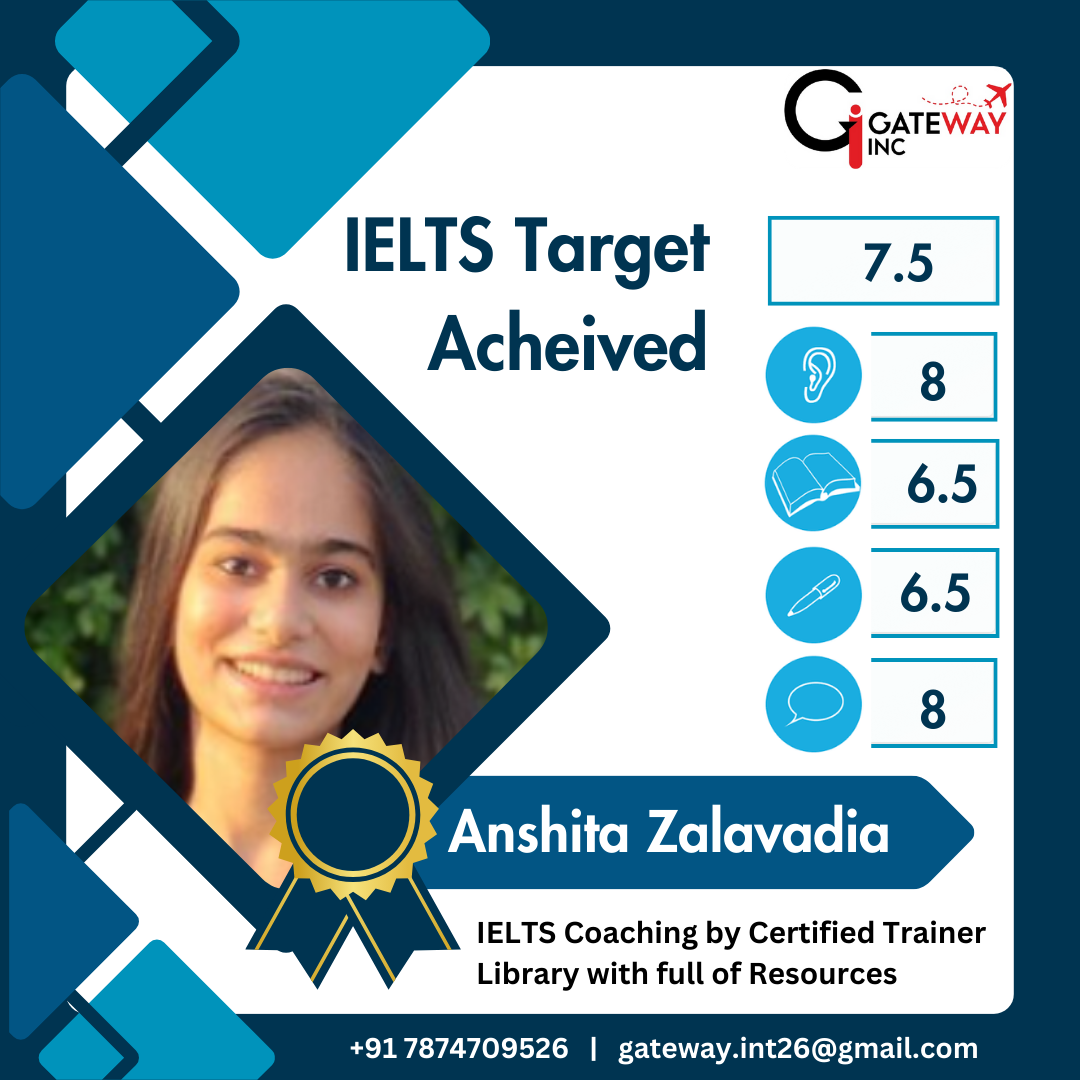 Gi GATEWAY
INC
IELTS Target
Acheived
7.5
8
6.5
6.5
8
Anshita Zalavadia
IELTS Coaching by Certified Trainer
Library with full of Resources
+91 7874709526 | gateway.int26@gmail.com